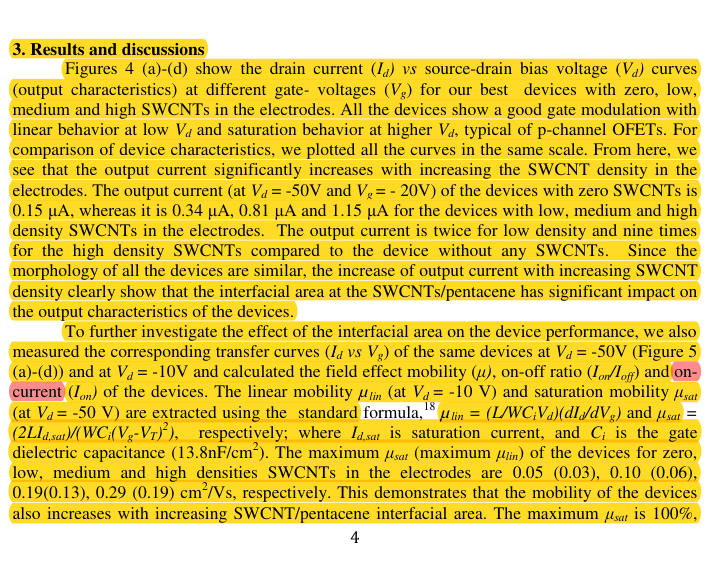 3. Results and discussions
Figures 4 (a)-(d) show the drain current (Id) vs source-drain bias voltage (Vd) curves
(output characteristics) at different gate- voltages (Vg) for our best devices with zero, low,
medium and high SWCNTs in the electrodes. All the devices show a good gate modulation with
linear behavior at low Vd and saturation behavior at higher Vd, typical of p-channel OFETs. For
comparison of device characteristics, we plotted all the curves in the same scale. From here, we
see that the output current significantly increases with increasing the SWCNT density in the
electrodes. The output current (at Vd = -50V and Vg = - 20V) of the devices with zero SWCNTs is
0.15 μA, whereas it is 0.34 μA, 0.81 μA and 1.15 μA for the devices with low, medium and high
density SWCNTs in the electrodes. The output current is twice for low density and nine times
for the high density SWCNTs compared to the device without any SWCNTs. Since the
morphology of all the devices are similar, the increase of output current with increasing SWCNT
density clearly show that the interfacial area at the SWCNTs/pentacene has significant impact on
the output characteristics of the devices.
To further investigate the effect of the interfacial area on the device performance, we also
measured the corresponding transfer curves (Id vs Vg) of the same devices at Vd = -50V (Figure 5
(a)-(d)) and at Vd = -10V and calculated the field effect mobility (μ), on-off ratio (Ion/Ioff) and on-
current (Ion) of the devices. The linear mobility μlin (at Vd = -10 V) and saturation mobility μsat
(at Vd = -50 V) are extracted using the standard formula,18 μlin = (L/WCiVd)(dId/dVg) and μsat =
(2LId,sat)/(WCi(Vg-VT)2), respectively; where Id,sat is saturation current, and Ci is the gate
dielectric capacitance (13.8nF/cm2). The maximum μsat (maximum μlin) of the devices for zero,
low, medium and high densities SWCNTs in the electrodes are 0.05 (0.03), 0.10 (0.06),
0.19(0.13), 0.29 (0.19) cm2/Vs, respectively. This demonstrates that the mobility of the devices
also increases with increasing SWCNT/pentacene interfacial area. The maximum μsat is 100%,
4